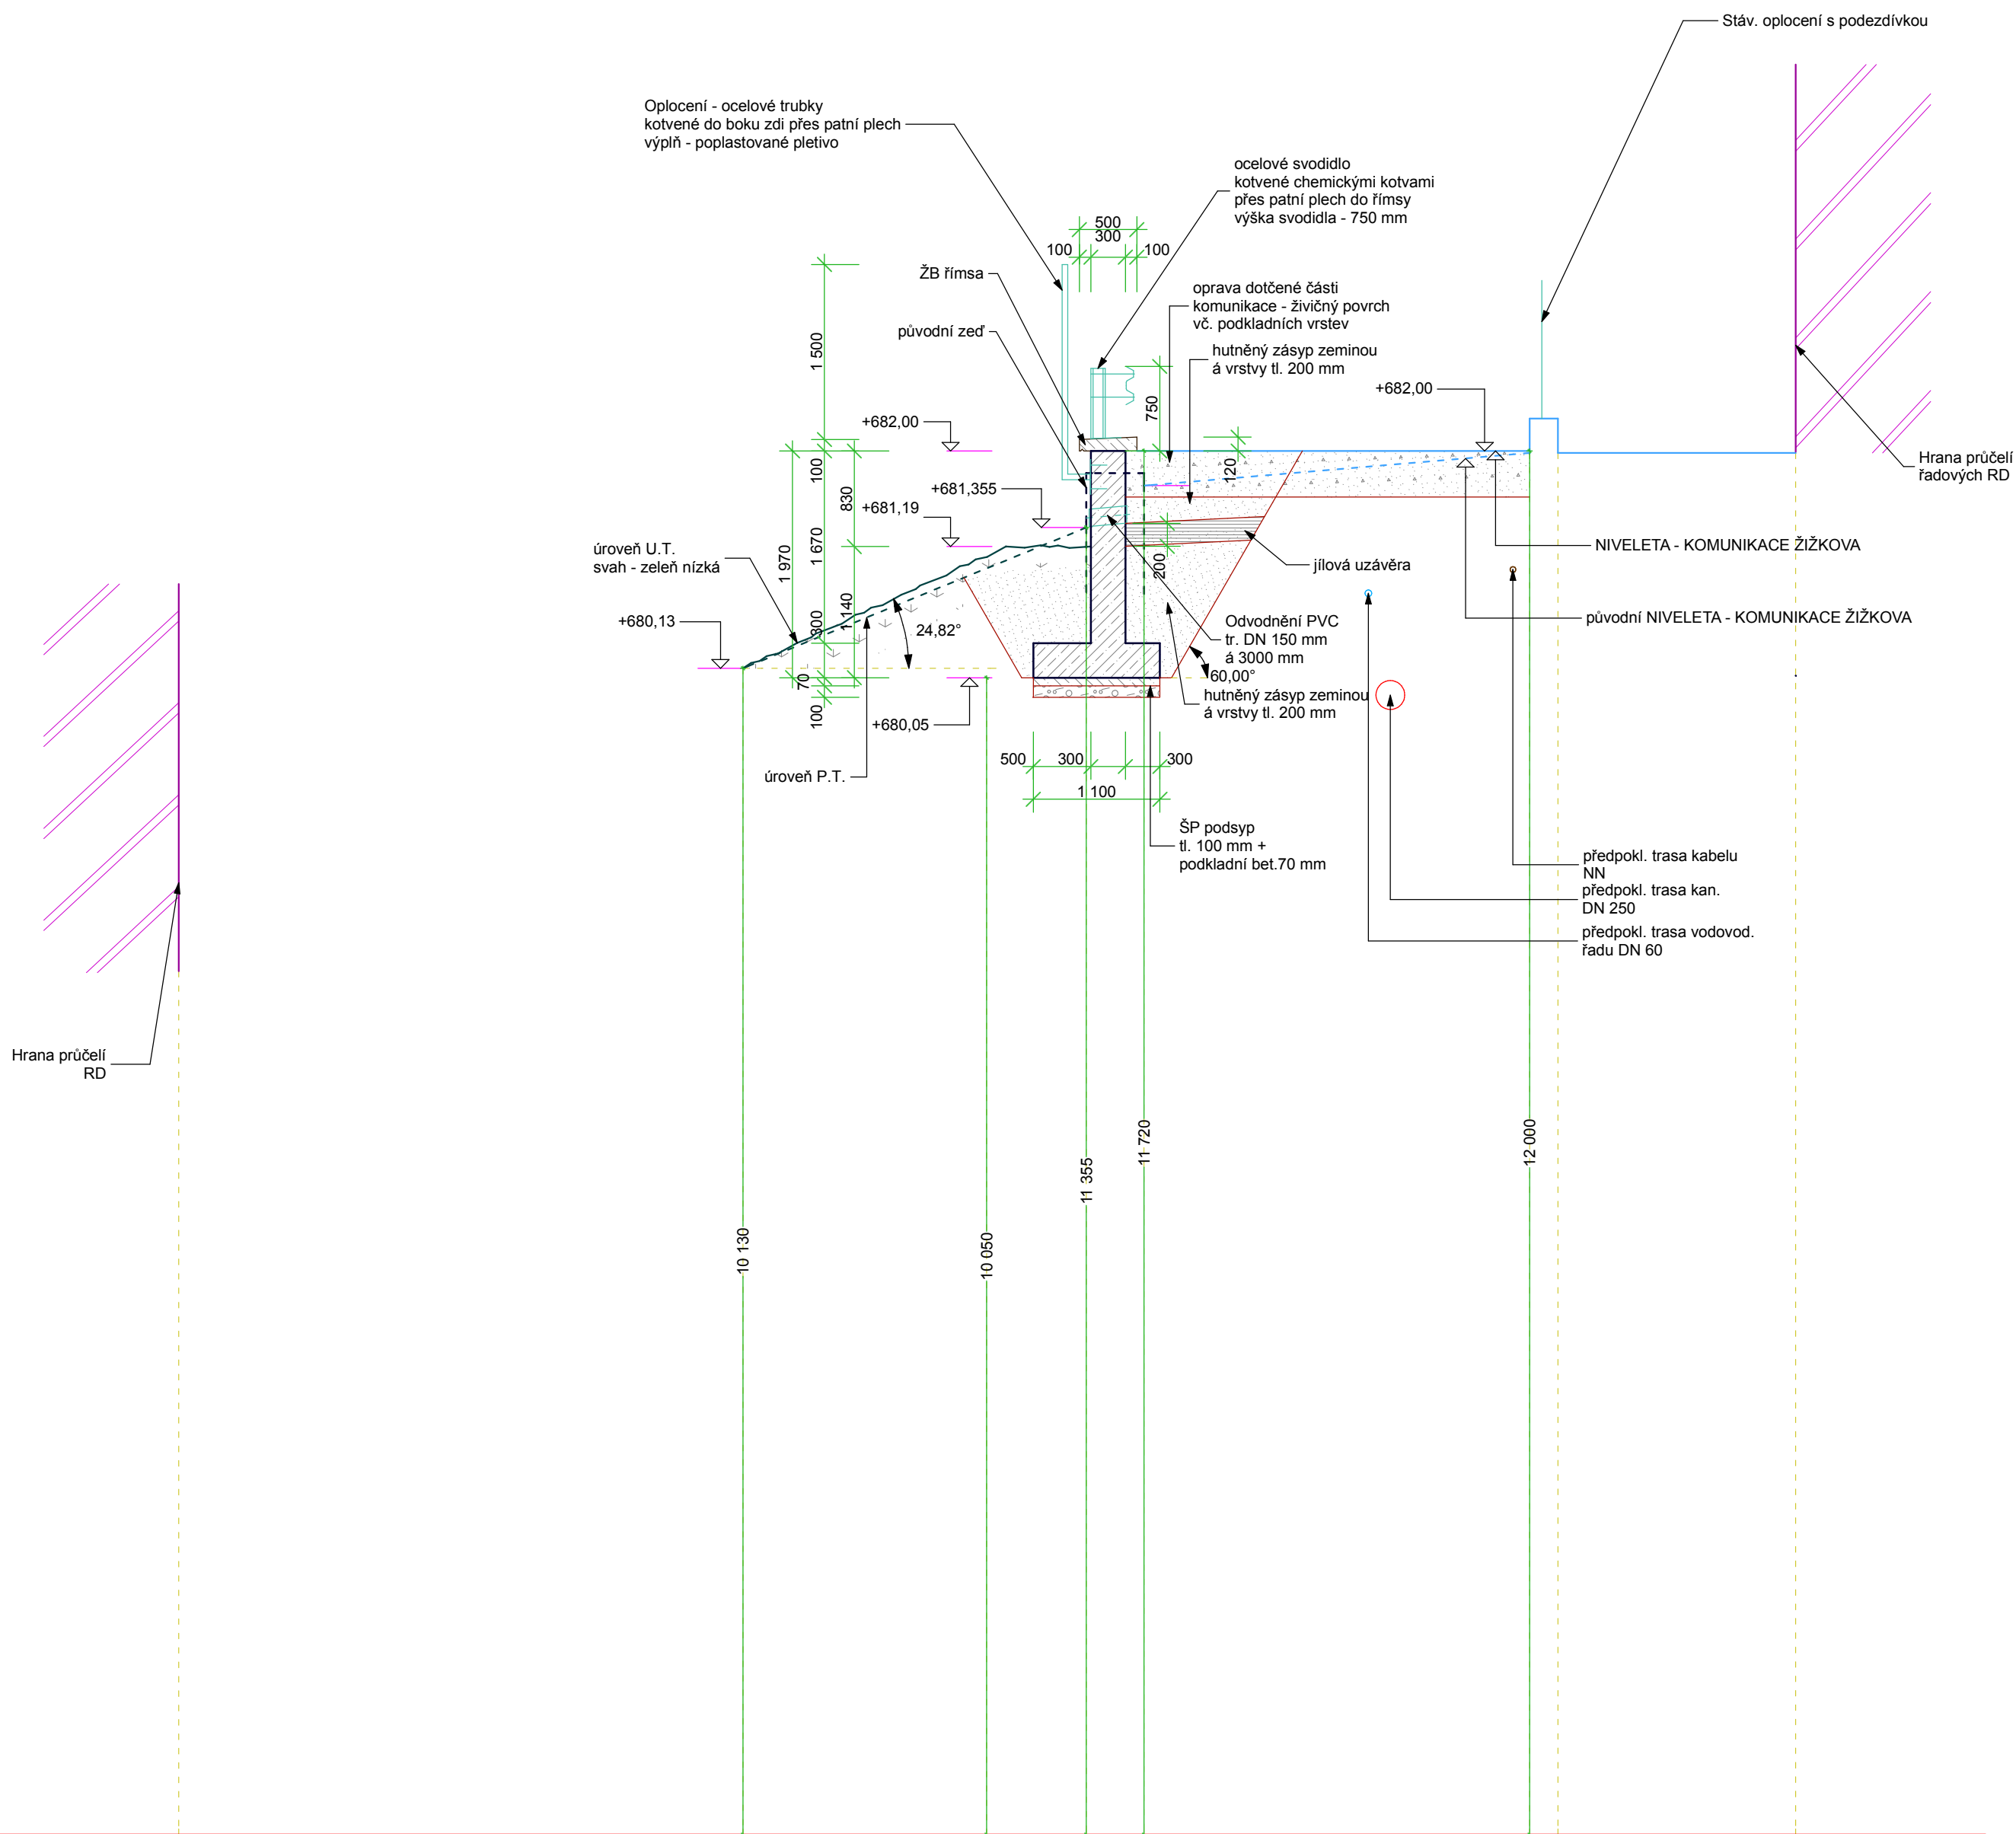 Stáv. oplocení s podezdívkou
Oplocení - ocelové trubky
kotvené do boku zdi přes patní plech
výplň - poplastované pletivo
ocelové svodidlo
kotvené chemickými kotvami
přes patní plech do římsy
výška svodidla - 750 mm
500
300
100
100
ŽB římsa
oprava dotčené části
komunikace - živičný povrch
vč. podkladních vrstev
původní zeď
hutněný zásyp zeminou
á vrstvy tl. 200 mm
1 500
+682,00
750
+682,00
Hrana průčelí
řadových RD
100
830
120
+681,355
+681,19
1 970
1 670
úroveň U.T.
svah - zeleň nízká
NIVELETA - KOMUNIKACE ŽIŽKOVA
200
jílová uzávěra
+680,13
300
1 140
24,82°
Odvodnění PVC
tr. DN 150 mm
á 3000 mm
původní NIVELETA - KOMUNIKACE ŽIŽKOVA
70
60,00°
hutněný zásyp zeminou
á vrstvy tl. 200 mm
100
+680,05
úroveň P.T.
500
300
300
1 100
ŠP podsyp
tl. 100 mm +
podkladní bet.70 mm
předpokl. trasa kabelu
NN
předpokl. trasa kan.
DN 250
předpokl. trasa vodovod.
řadu DN 60
Hrana průčelí
RD
10 130
10 050
11 355
11 720
12 000